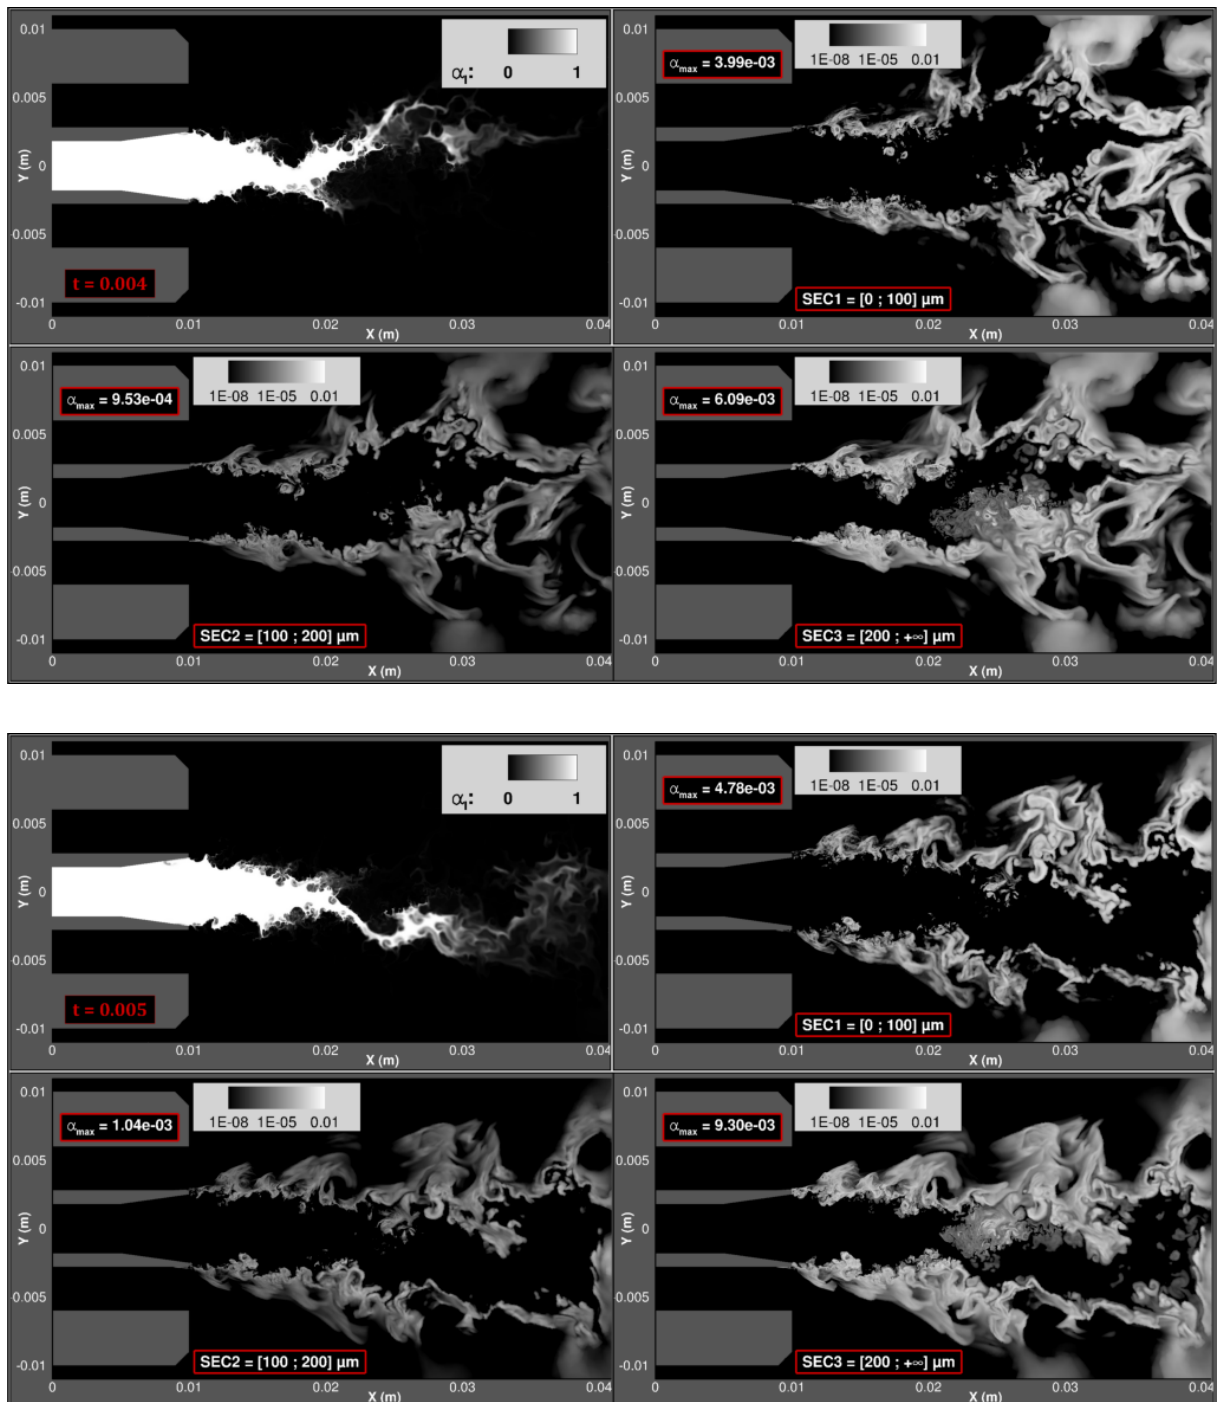 0.01
0.005
0
-0.005
-0.01
Y (m)
α₁: 0 1
t = 0.004
0 0.01 0.02 0.03 0.04
X (m)
0.01
0.005
0
-0.005
-0.01
Y (m)
αmax = 3.99e-03
1E-08 1E-05 0.01
SEC1 = [0 ; 100] µm
0 0.01 0.02 0.03 0.04
X (m)
0.01
0.005
0
-0.005
-0.01
Y (m)
αmax = 9.53e-04
1E-08 1E-05 0.01
SEC2 = [100 ; 200] µm
0 0.01 0.02 0.03 0.04
X (m)
0.01
0.005
0
-0.005
-0.01
Y (m)
αmax = 6.09e-03
1E-08 1E-05 0.01
SEC3 = [200 ; +∞] µm
0 0.01 0.02 0.03 0.04
X (m)
0.01
0.005
0
-0.005
-0.01
Y (m)
α₁: 0 1
t = 0.005
0 0.01 0.02 0.03 0.04
X (m)
0.01
0.005
0
-0.005
-0.01
Y (m)
αmax = 4.78e-03
1E-08 1E-05 0.01
SEC1 = [0 ; 100] µm
0 0.01 0.02 0.03 0.04
X (m)
0.01
0.005
0
-0.005
-0.01
Y (m)
αmax = 1.04e-03
1E-08 1E-05 0.01
SEC2 = [100 ; 200] µm
0 0.01 0.02 0.03 0.04
X (m)
0.01
0.005
0
-0.005
-0.01
Y (m)
αmax = 9.30e-03
1E-08 1E-05 0.01
SEC3 = [200 ; +∞] µm
0 0.01 0.02 0.03 0.04
X (m)